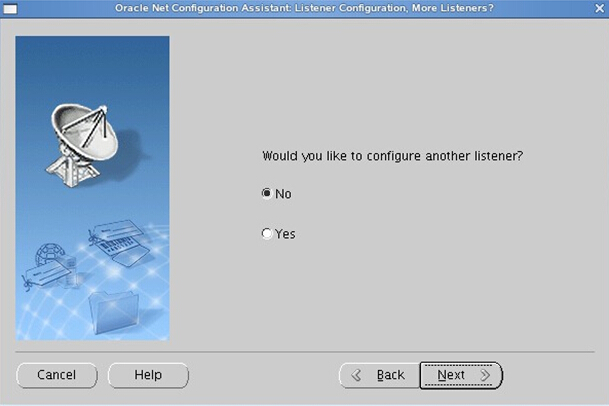 Oracle Net Configuration Assistant: Listener Configuration, More Listeners?
Would you like to configure another listener?
No
Yes
Cancel Help Back Next